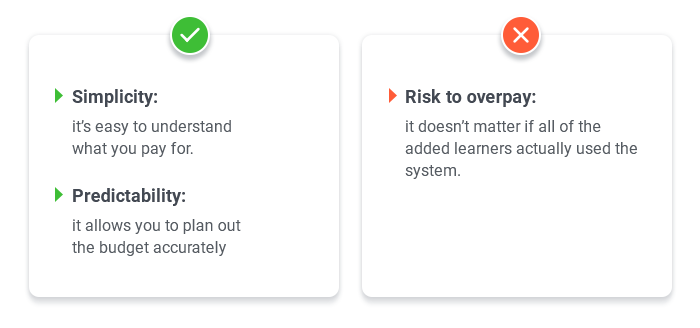 Simplicity:
it’s easy to understand
what you pay for.
Predictability:
it allows you to plan out
the budget accurately
Risk to overpay:
it doesn’t matter if all of the
added learners actually used the
system.